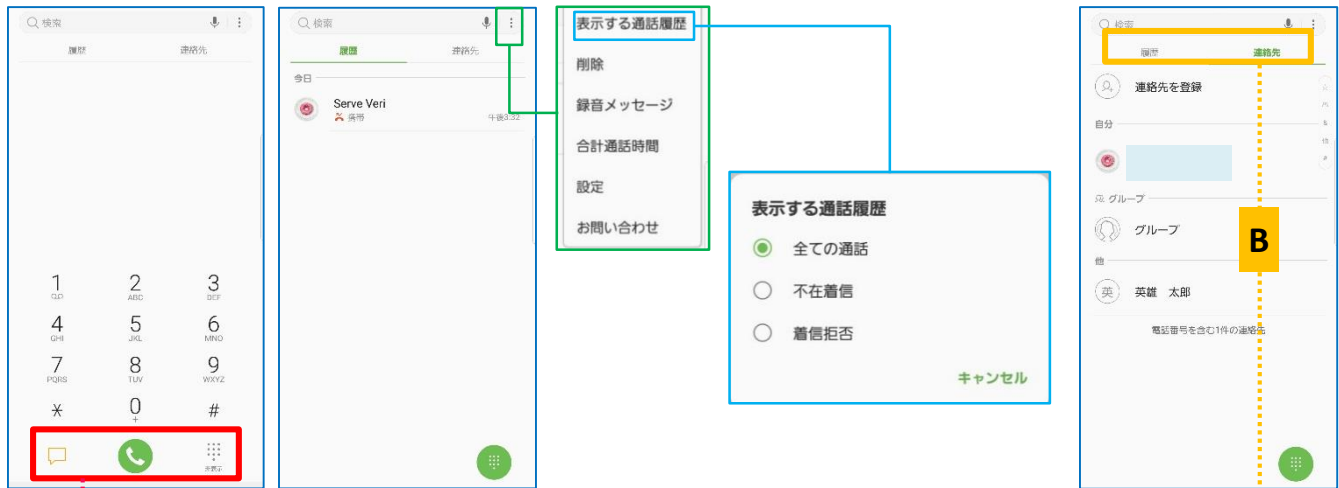 検索
履歴 連絡先
1 2 3
ABC DEF
4 5 6
GHI JKL MNO
7 8 9
PQRS TUV WXYZ
* 0 #
+
非表示
検索
履歴 連絡先
今日
Serve Veri
携帯 午後3:32
表示する通話履歴
削除
録音メッセージ
合計通話時間
設定
お問い合わせ
表示する通話履歴
全ての通話
不在着信
着信拒否
キャンセル
検索
履歴 連絡先
連絡先を登録
自分
グループ
グループ
B
他
英 英雄 太郎
電話番号を含む1件の連絡先